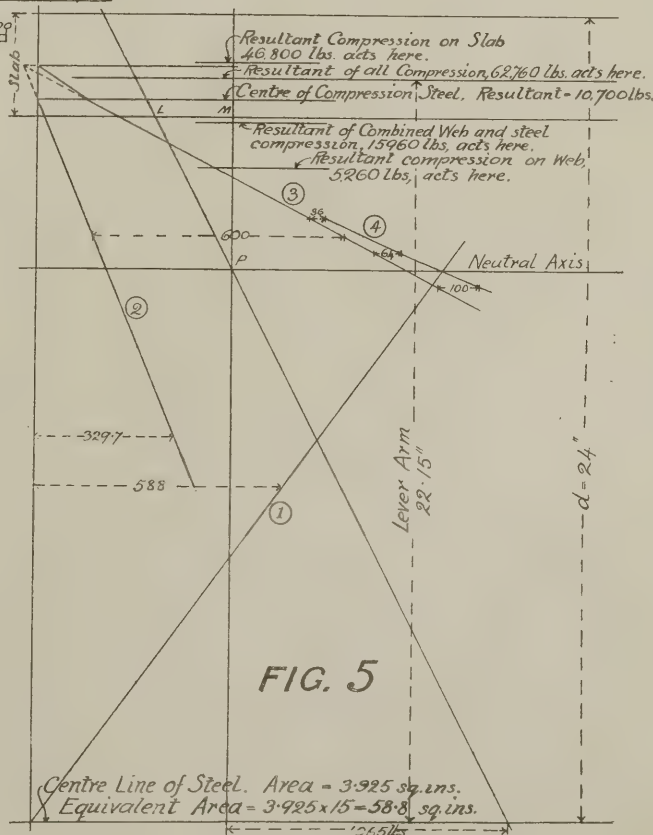 Slab
Resultant Compression on Slab
46,800 lbs. acts here.
Resultant of all Compression, 62,760 lbs. acts here.
Centre of Compression Steel. Resultant = 10,700 lbs.
L
M
Resultant of Combined Web and steel
compression, 15960 lbs, acts here.
Resultant compression on Web,
5,260 lbs, acts here.
3
36
4
600
64
P
Neutral Axis
100
2
329.7
588
1
Lever Arm
22.15"
d = 24"
FIG. 5
Centre Line of Steel. Area = 3.925 sq.ins.
Equivalent Area = 3.925 x 15 = 58.8 sq.ins.